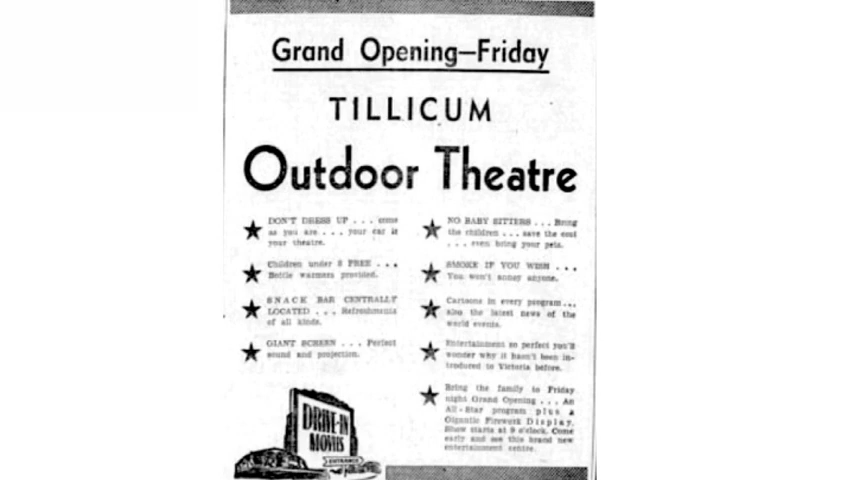 Grand Opening—Friday
TILLICUM
Outdoor Theatre
DON'T DRESS UP . . . come
as you are . . . your car is
your theatre.
Children under 8 FREE . . .
Bottle warmers provided.
SNACK BAR CENTRALLY
LOCATED . . . Refreshments
of all kinds.
GIANT SCREEN . . . Perfect
sound and projection.
NO BABY SITTERS . . . Bring
the children . . . save the cost
. . . even bring your pets.
SMOKE IF YOU WISH . . .
You won't annoy anyone.
Cartoons in every program . . .
also the latest news of the
world events.
Entertainment so perfect you'll
wonder why it hasn't been in-
trodured to Victoria before.
Bring the family to Friday
night Grand Opening . . . An
All-Star program plus a
Gigantic Firework Display.
Show starts at 9 o'clock. Come
early and see this brand new
entertainment centre.
DRIVE-IN
MOVIES
ENTRANCE